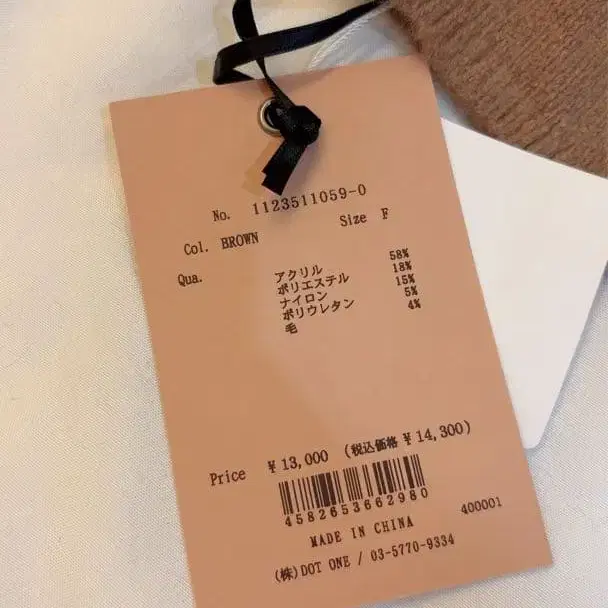 No. 1123511059-0
Col. BROWN Size F
Qua. アクリル 58%
ポリエステル 18%
ナイロン 15%
ポリウレタン 5%
毛 4%
Price ¥13,000 (税込価格 ¥14,300)
4582653662980
MADE IN CHINA 400001
(株)DOT ONE / 03-5770-9334